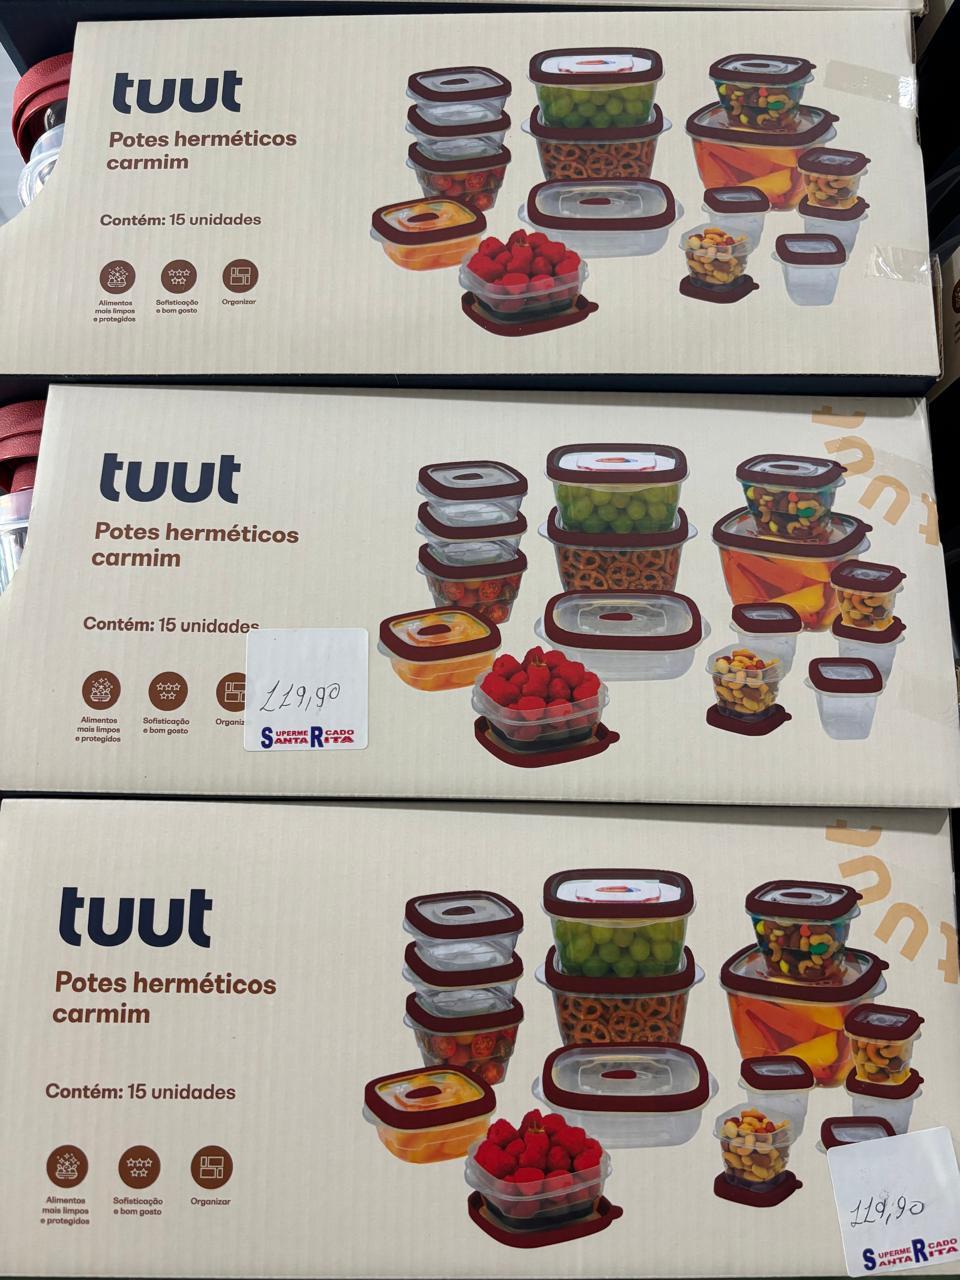 tuut
Potes herméticos
carmim
Contém: 15 unidades
Alimentos
mais limpos
e protegidos
Sofisticação
e bom gosto
Organizar
tuut
tuut
Potes herméticos
carmim
Contém: 15 unidades
Alimentos
mais limpos
e protegidos
Sofisticação
e bom gosto
Organiz
119,90
SUPERMERCADO
SANTA RITA
tuut
tuut
Potes herméticos
carmim
Contém: 15 unidades
Alimentos
mais limpos
e protegidos
Sofisticação
e bom gosto
Organizar
119,90
SUPERMERCADO
SANTA RITA